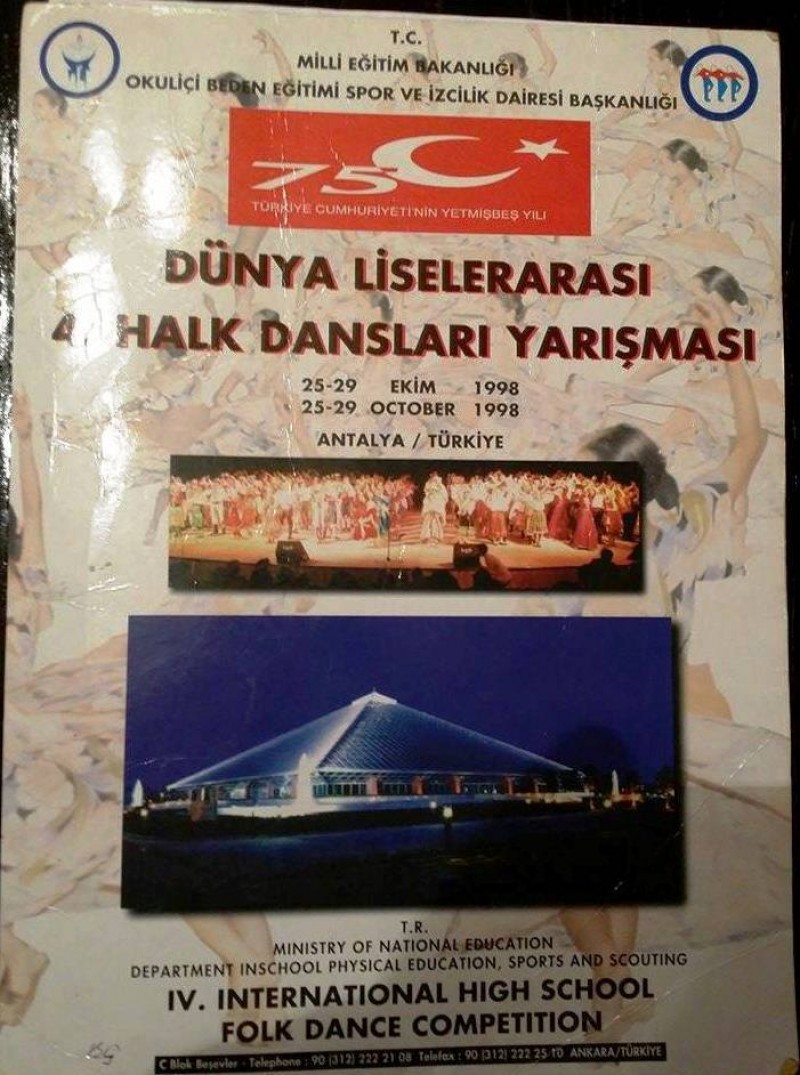 T.C.
MİLLİ EĞİTİM BAKANLIĞI
OKULİÇİ BEDEN EĞİTİMİ SPOR VE İZCİLİK DAİRESİ BAŞKANLIĞI
75
TÜRKİYE CUMHURİYETİ'NİN YETMİŞBEŞ YILI
DÜNYA LİSELERARASI
4. HALK DANSLARI YARIŞMASI
25-29 EKİM 1998
25-29 OCTOBER 1998
ANTALYA / TÜRKİYE
T.R.
MINISTRY OF NATIONAL EDUCATION
DEPARTMENT INSCHOOL PHYSICAL EDUCATION, SPORTS AND SCOUTING
IV. INTERNATIONAL HIGH SCHOOL
FOLK DANCE COMPETITION
C Blok Beşevler - Telephone : 90 (312) 222 21 08 Telefax : 90 (312) 222 25 10 ANKARA/TÜRKİYE